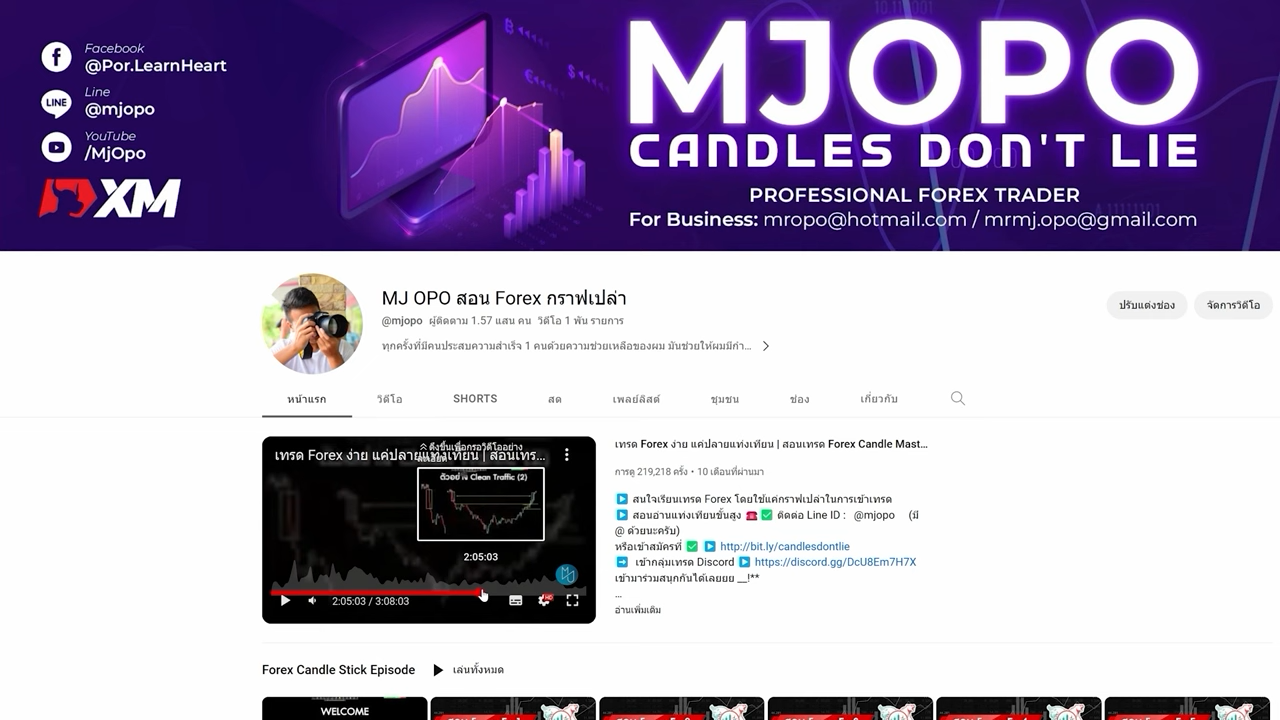 Facebook
@Por.LearnHeart
Line
LINE
@mjopo
YouTube
/MjOpo
XM
MJOPO
CANDLES DON'T LIE
PROFESSIONAL FOREX TRADER
For Business: mropo@hotmail.com / mrmj.opo@gmail.com
MJ OPO สอน Forex กราฟเปล่า
@mjopo ผู้ติดตาม 1.57 แสน คน วิดีโอ 1 พัน รายการ
ทุกครั้งที่มีคนประสบความสำเร็จ 1 คนด้วยความช่วยเหลือของผม มันช่วยให้ผมมีกำ...
ปรับแต่งช่อง
จัดการวิดีโอ
หน้าแรก วิดีโอ SHORTS สด เพลย์ลิสต์ ชุมชน ช่อง เกี่ยวกับ
ดึงขึ้นเพื่อกรอวิดีโออย่าง
ละเอียด
เทรด Forex ง่าย แค่ปลายแท่งเทียน | สอนเทร...
Clean Traffic (2)
2:05:03
2:05:03 / 3:08:03
HD
เทรด Forex ง่าย แค่ปลายแท่งเทียน | สอนเทรด Forex Candle Mast...
การดู 219,218 ครั้ง • 10 เดือนที่ผ่านมา
สนใจเรียนเทรด Forex โดยใช้แค่กราฟเปล่าในการเข้าเทรด
สอนอ่านแท่งเทียนขั้นสูง ติดต่อ Line ID : @mjopo (มี
@ ด้วยนะครับ)
หรือเข้าสมัครที่ http://bit.ly/candlesdontlie
เข้ากลุ่มเทรด Discord https://discord.gg/DcU8Em7H7X
เข้ามาร่วมสนุกกันได้เลยยย __!**
...
อ่านเพิ่มเติม
Forex Candle Stick Episode
เล่นทั้งหมด
WELCOME